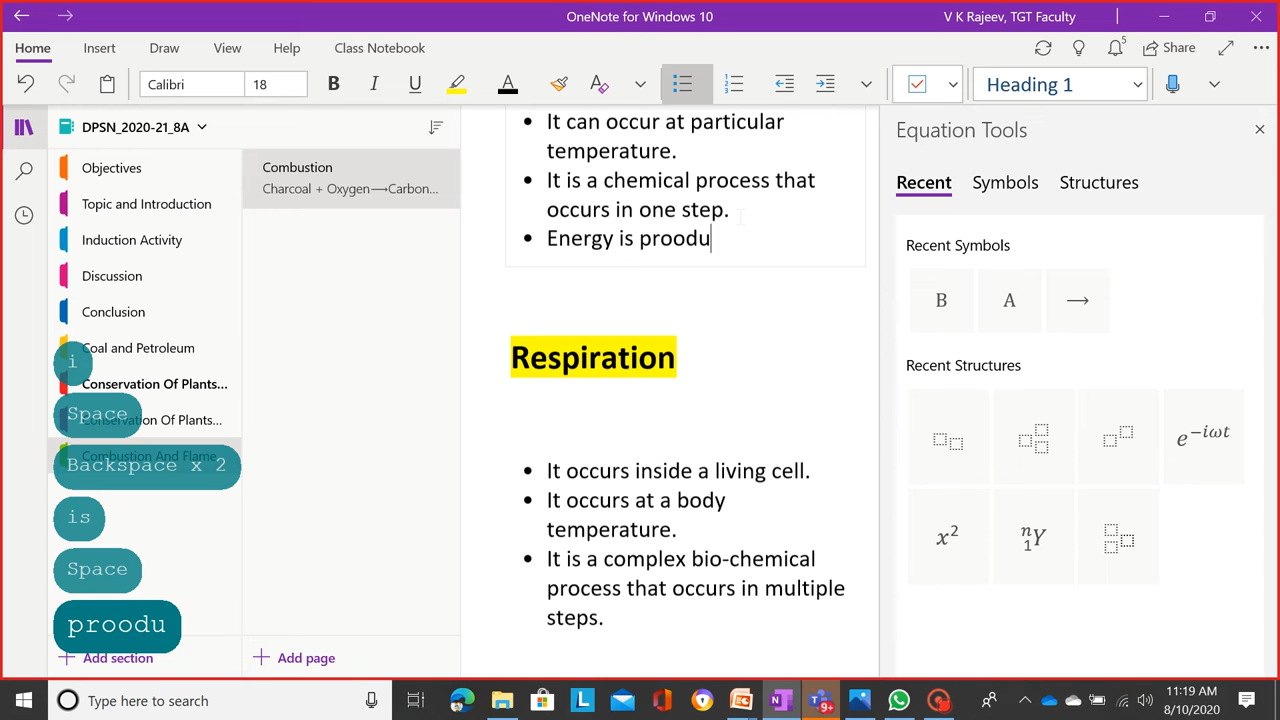 OneNote for Windows 10
V K Rajeev, TGT Faculty
Home Insert Draw View Help Class Notebook
5
Share
Calibri 18 B I U A A Heading 1
DPSN_2020-21_8A
Objectives
Topic and Introduction
Induction Activity
Discussion
Conclusion
Coal and Petroleum
Conservation Of Plants...
Conservation Of Plants...
Combustion And Flame
i
Space
Backspace x 2
is
Space
proodu
Add section
Combustion
Charcoal + Oxygen⟶Carbon...
Add page
• It can occur at particular
temperature.
• It is a chemical process that
occurs in one step.
• Energy is proodu
Respiration
• It occurs inside a living cell.
• It occurs at a body
temperature.
• It is a complex bio-chemical
process that occurs in multiple
steps.
Equation Tools
Recent Symbols Structures
Recent Symbols
B A →
Recent Structures
e^{-iωt}
x² ⁿ₁Y
Type here to search
L
N
9+
11:19 AM
8/10/2020